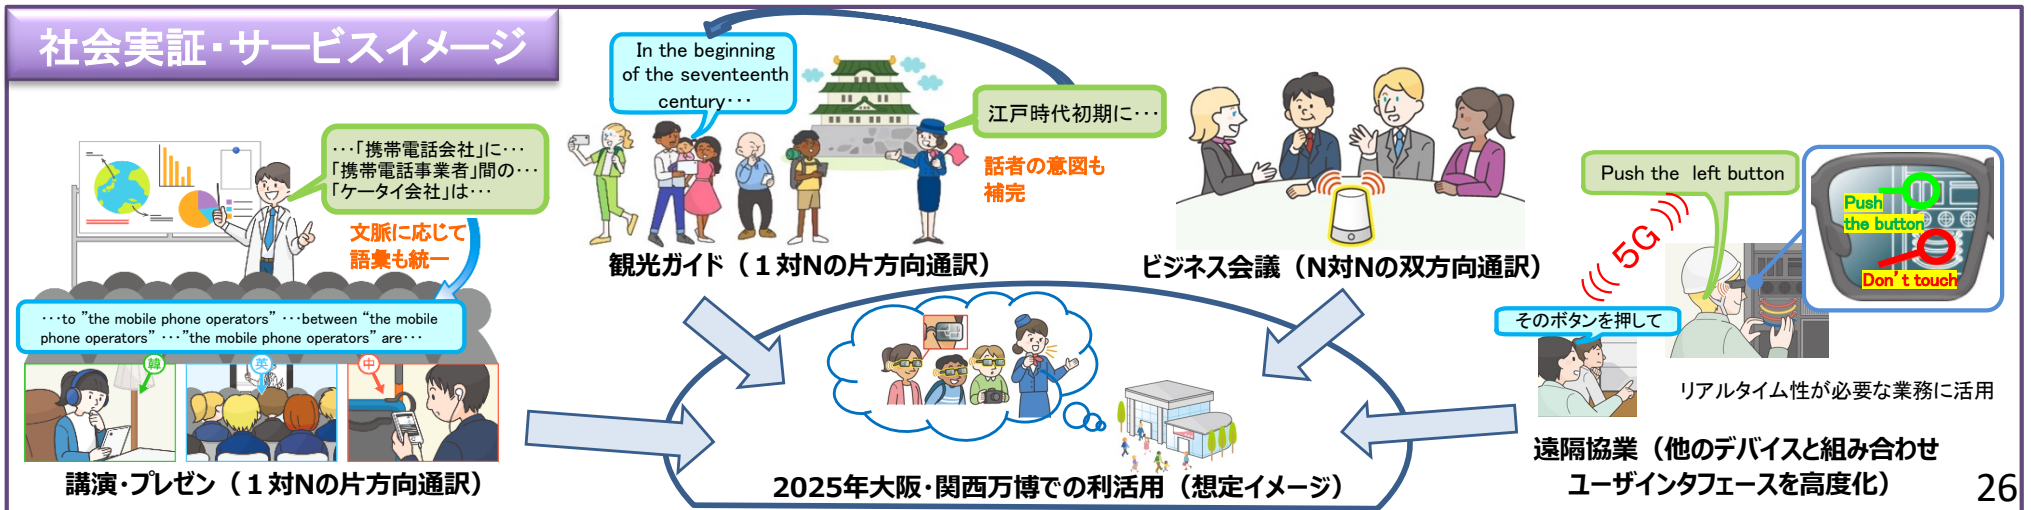 社会実証・サービスイメージ
・・・「携帯電話会社」に・・・
「携帯電話事業者」間の・・・
「ケータイ会社」は・・・
文脈に応じて
語彙も統一
・・・to ”the mobile phone operators” ・・・between “the mobile
phone operators” ・・・”the mobile phone operators” are・・・
韓
英
中
講演・プレゼン（１対Nの片方向通訳）
In the beginning
of the seventeenth
century・・・
江戸時代初期に・・・
話者の意図も
補完
観光ガイド（１対Nの片方向通訳）
ビジネス会議（N対Nの双方向通訳）
Push the left button
5G
そのボタンを押して
Push
the button
Don’t touch
リアルタイム性が必要な業務に活用
遠隔協業（他のデバイスと組み合わせ
ユーザインタフェースを高度化）
2025年大阪・関西万博での利活用（想定イメージ）
26